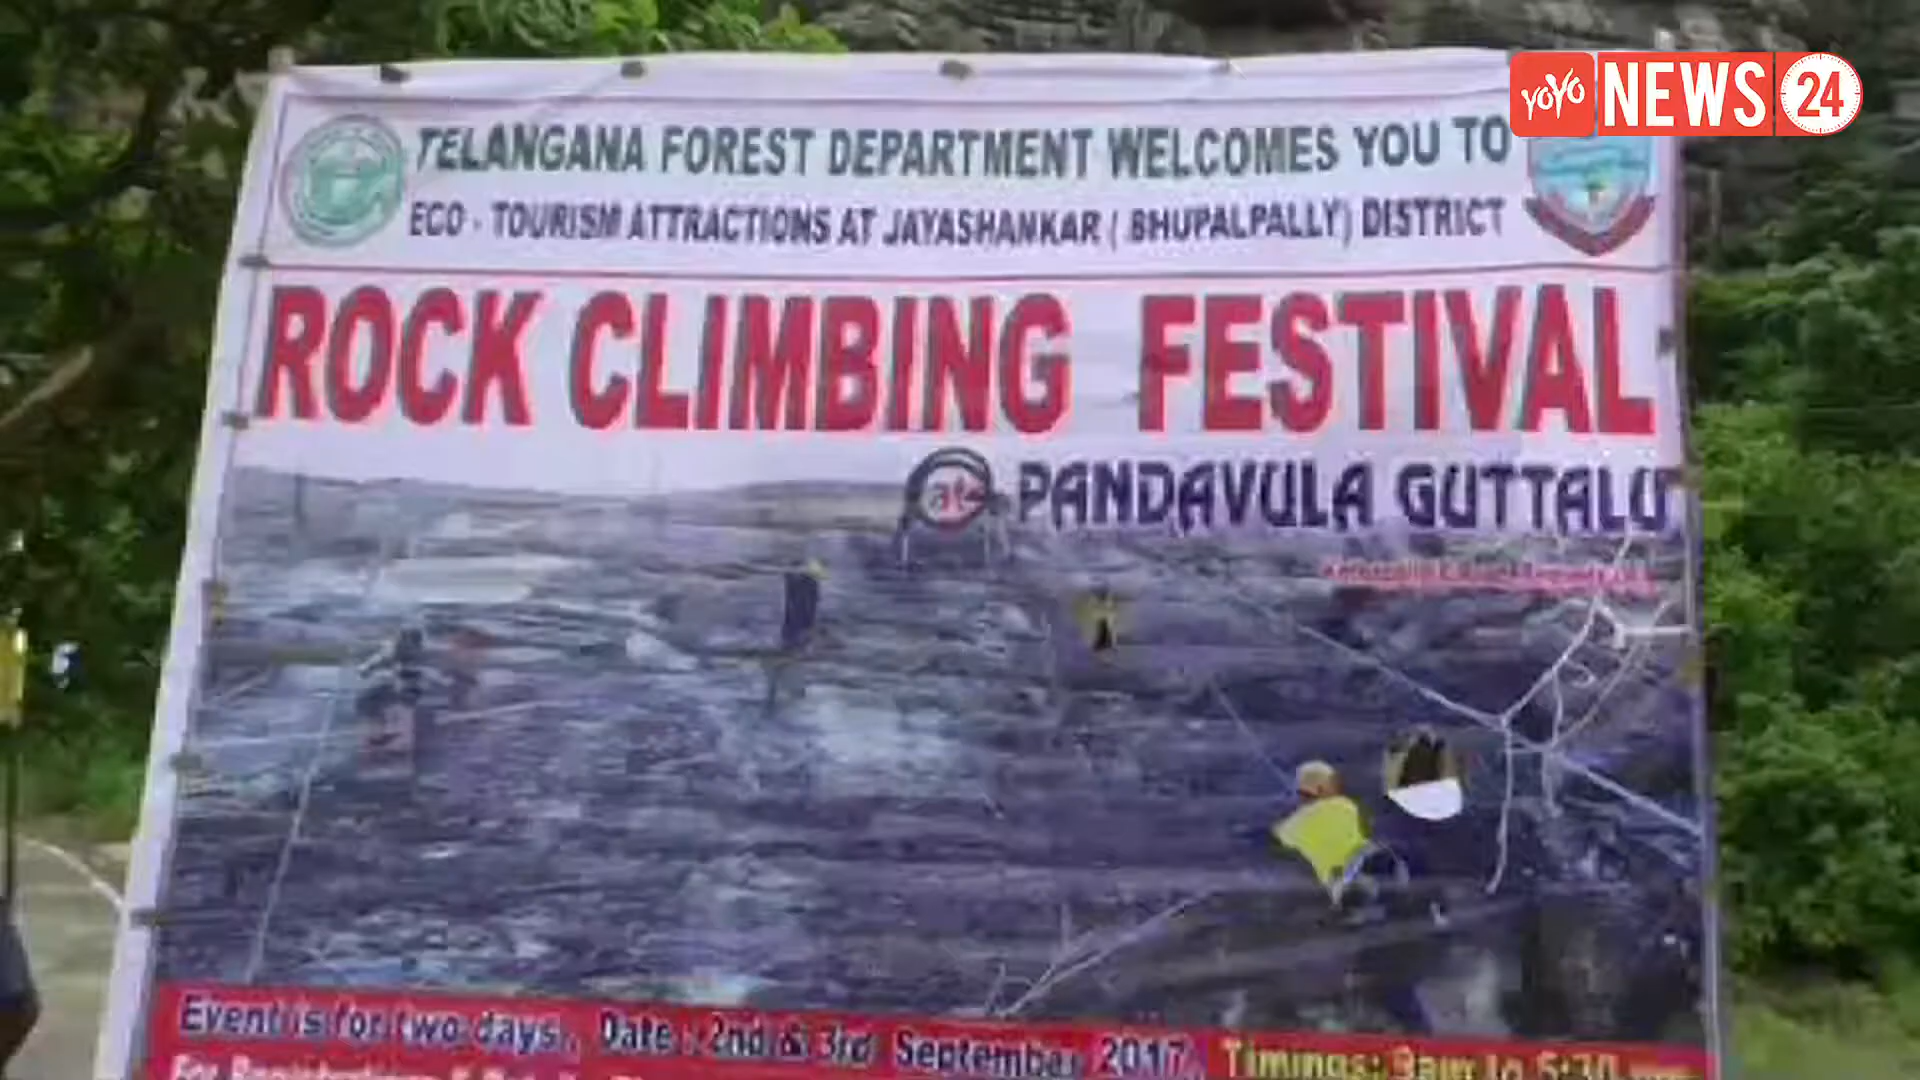 YOYO NEWS 24
TELANGANA FOREST DEPARTMENT WELCOMES YOU TO
ECO - TOURISM ATTRACTIONS AT JAYASHANKAR ( BHUPALPALLY) DISTRICT
ROCK CLIMBING FESTIVAL
at PANDAVULA GUTTALU
Event is for two days. Date : 2nd & 3rd September 2017. Timings: 9am to 5:30 pm